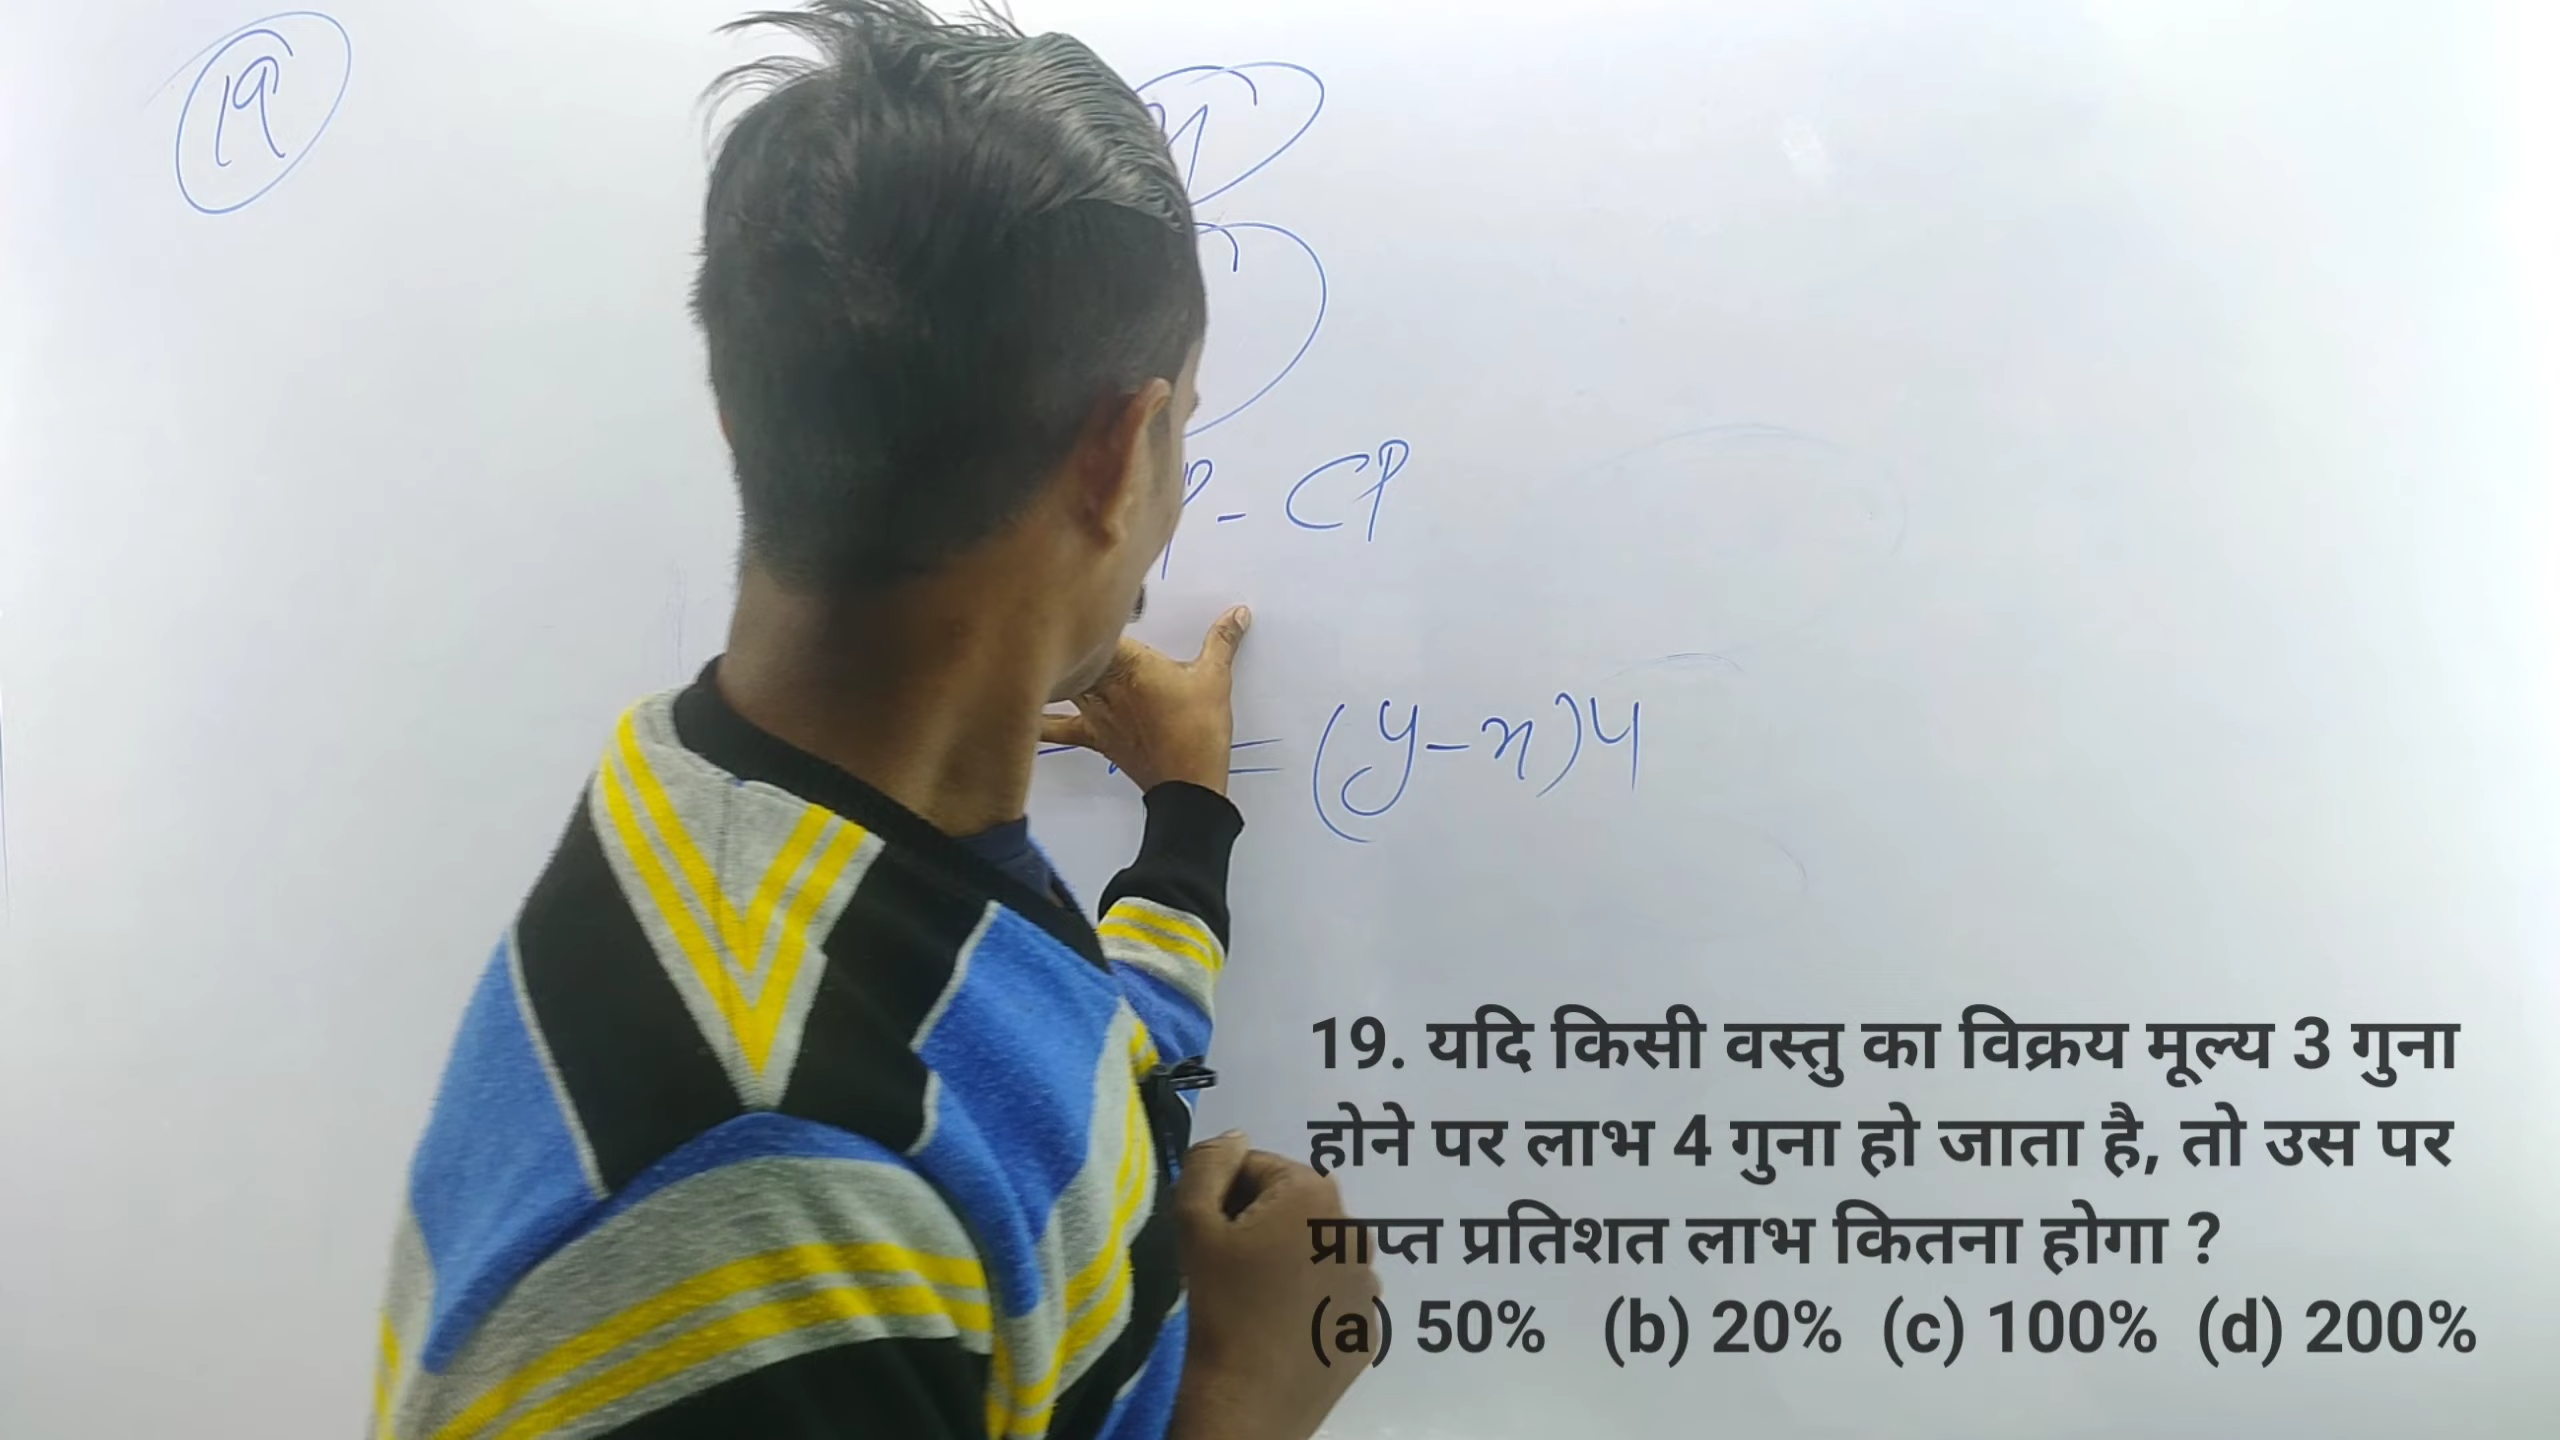 19
P - CP
= (y-x)4
19. यदि किसी वस्तु का विक्रय मूल्य 3 गुना
होने पर लाभ 4 गुना हो जाता है, तो उस पर
प्राप्त प्रतिशत लाभ कितना होगा ?
(a) 50% (b) 20% (c) 100% (d) 200%